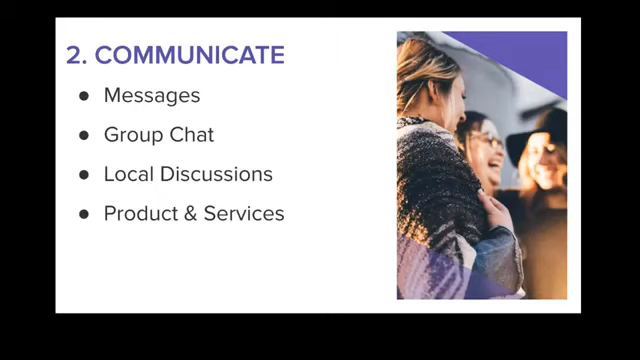 2. COMMUNICATE
● Messages
● Group Chat
● Local Discussions
● Product & Services